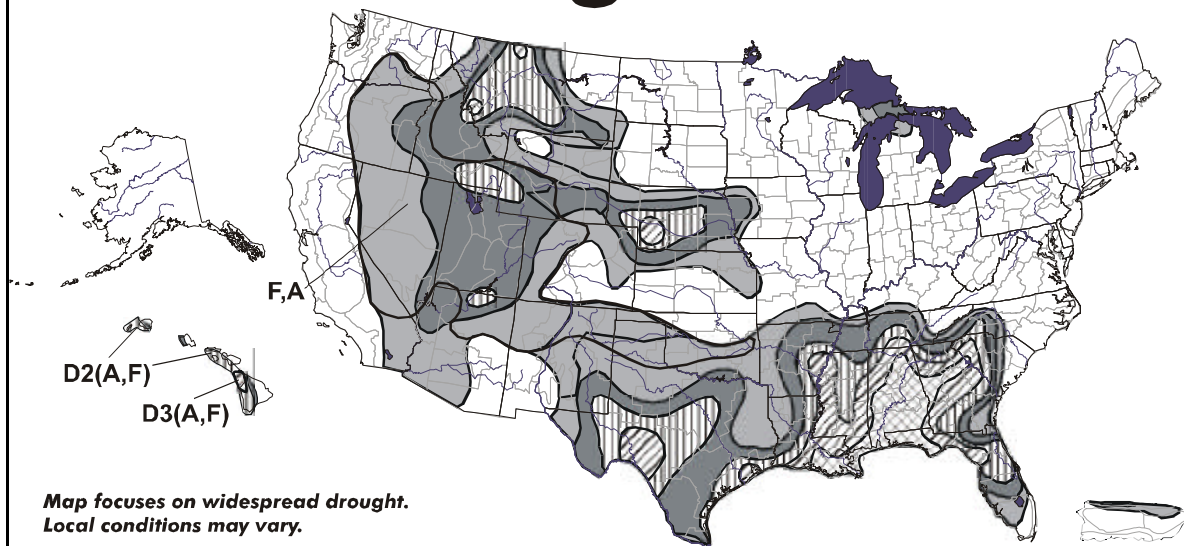 F,A
D2(A,F)
D3(A,F)
Map focuses on widespread drought.
Local conditions may vary.